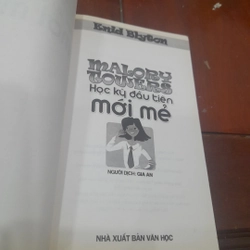 Enid Blyton
MALORY
TOWERS
Học kỳ đầu tiên
mới mẻ
NGƯỜI DỊCH: GIA AN
NHÀ XUẤT BẢN VĂN HỌC